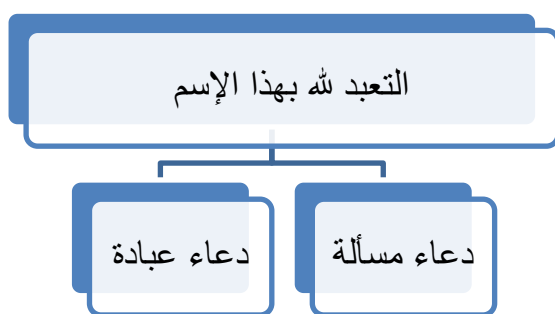 التعبد لله بهذا الإسم
دعاء مسألة
دعاء عبادة